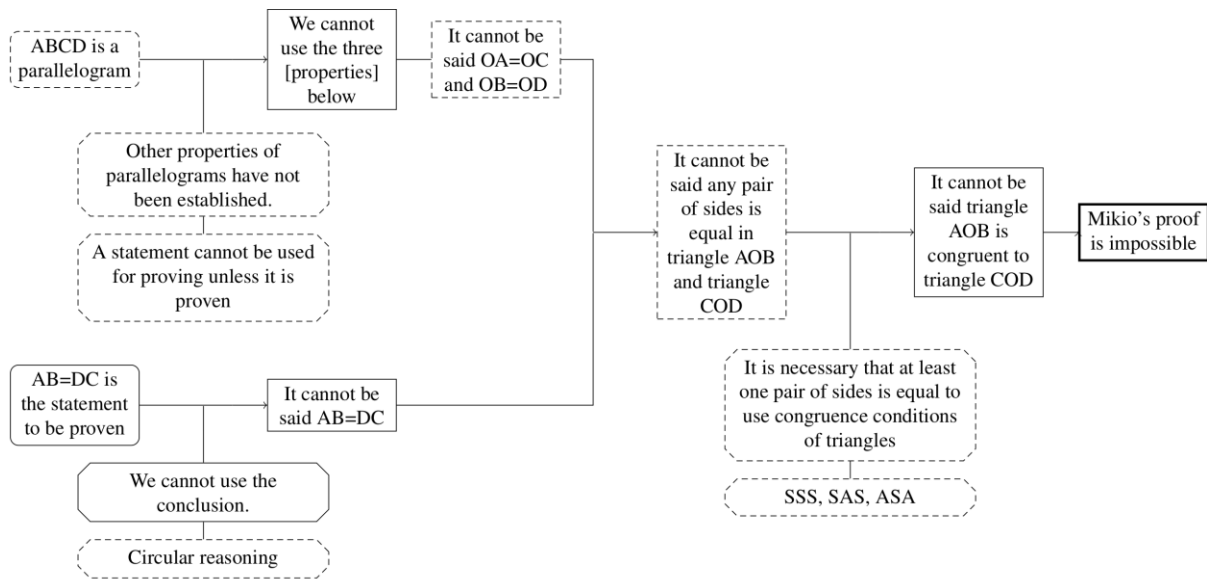 ABCD is a
parallelogram
We cannot
use the three
[properties]
below
It cannot be
said OA=OC
and OB=OD
Other properties of
parallelograms have not
been established.
A statement cannot be used
for proving unless it is
proven
AB=DC is
the statement
to be proven
It cannot be
said AB=DC
We cannot use the
conclusion.
Circular reasoning
It cannot be
said any pair
of sides is
equal in
triangle AOB
and triangle
COD
It is necessary that at least
one pair of sides is equal to
use congruence conditions
of triangles
SSS, SAS, ASA
It cannot be
said triangle
AOB is
congruent to
triangle COD
Mikio’s proof
is impossible